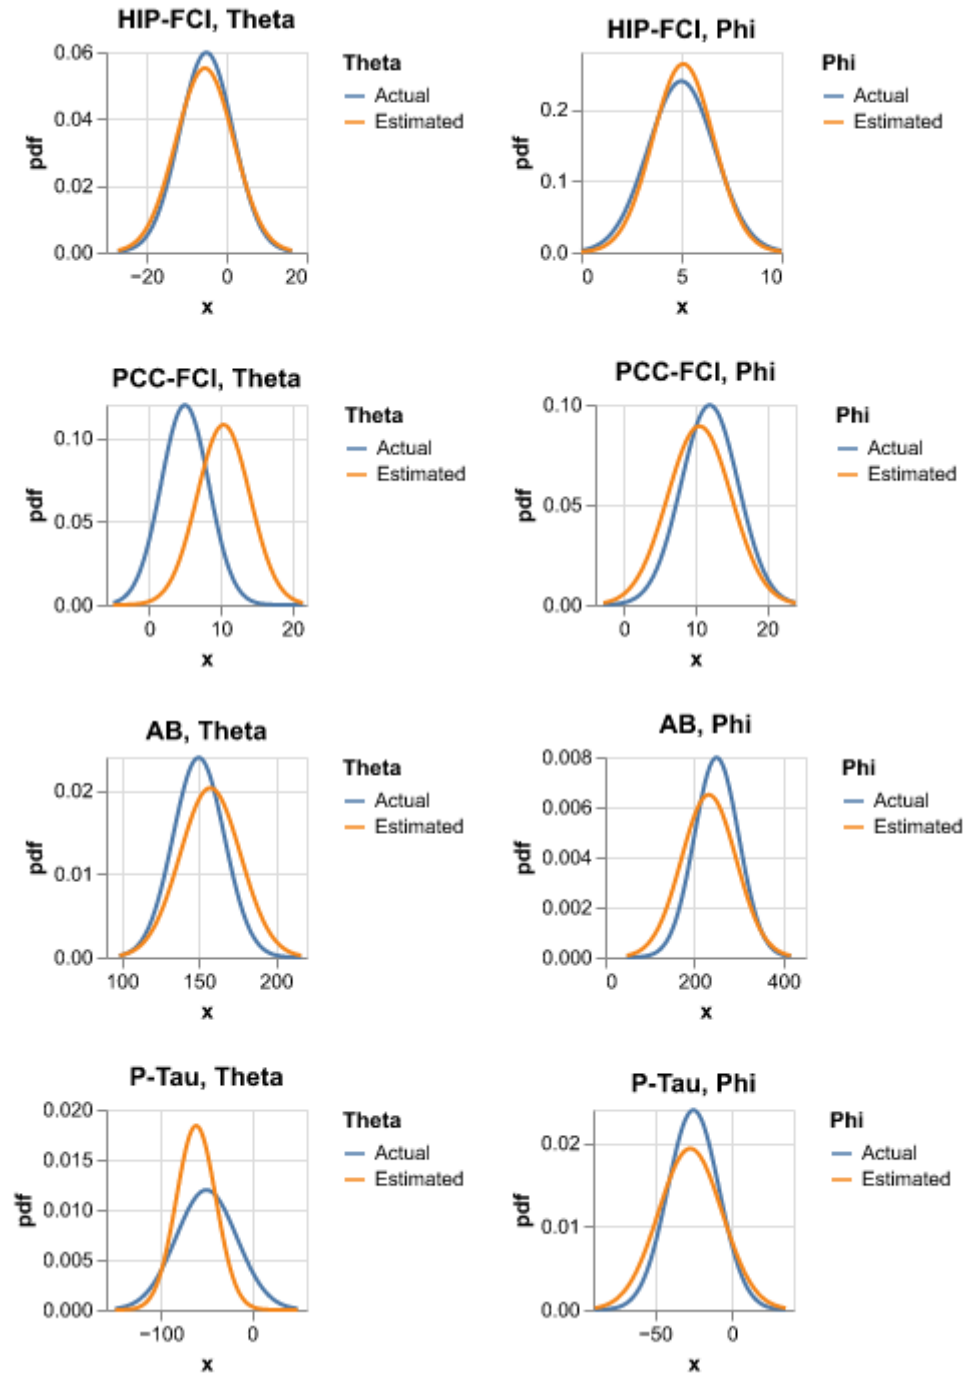 HIP-FCI, Theta
0.06
0.04
0.02
0.00
pdf
−20
0
20
x
Theta
Actual
Estimated
HIP-FCI, Phi
0.2
0.1
0.0
pdf
0
5
10
x
Phi
Actual
Estimated
PCC-FCI, Theta
0.10
0.05
0.00
pdf
0
10
20
x
Theta
Actual
Estimated
PCC-FCI, Phi
0.10
0.05
0.00
pdf
0
10
20
x
Phi
Actual
Estimated
AB, Theta
0.02
0.01
0.00
pdf
100
150
200
x
Theta
Actual
Estimated
AB, Phi
0.008
0.006
0.004
0.002
0.000
pdf
0
200
400
x
Phi
Actual
Estimated
P-Tau, Theta
0.020
0.015
0.010
0.005
0.000
pdf
−100
0
x
Theta
Actual
Estimated
P-Tau, Phi
0.02
0.01
0.00
pdf
−50
0
x
Phi
Actual
Estimated